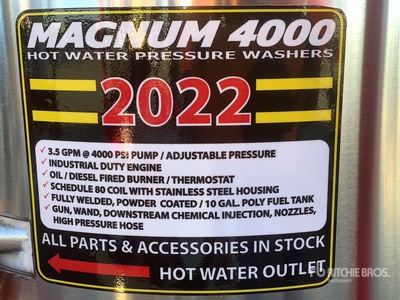 MAGNUM 4000
HOT WATER PRESSURE WASHERS
2022
✓ 3.5 GPM @ 4000 PSI PUMP / ADJUSTABLE PRESSURE
✓ INDUSTRIAL DUTY ENGINE
✓ OIL / DIESEL FIRED BURNER / THERMOSTAT
✓ SCHEDULE 80 COIL WITH STAINLESS STEEL HOUSING
✓ FULLY WELDED, POWDER COATED / 10 GAL. POLY FUEL TANK
✓ GUN, WAND, DOWNSTREAM CHEMICAL INJECTION, NOZZLES,
HIGH PRESSURE HOSE
ALL PARTS & ACCESSORIES IN STOCK
HOT WATER OUTLET
RITCHIE BROS.